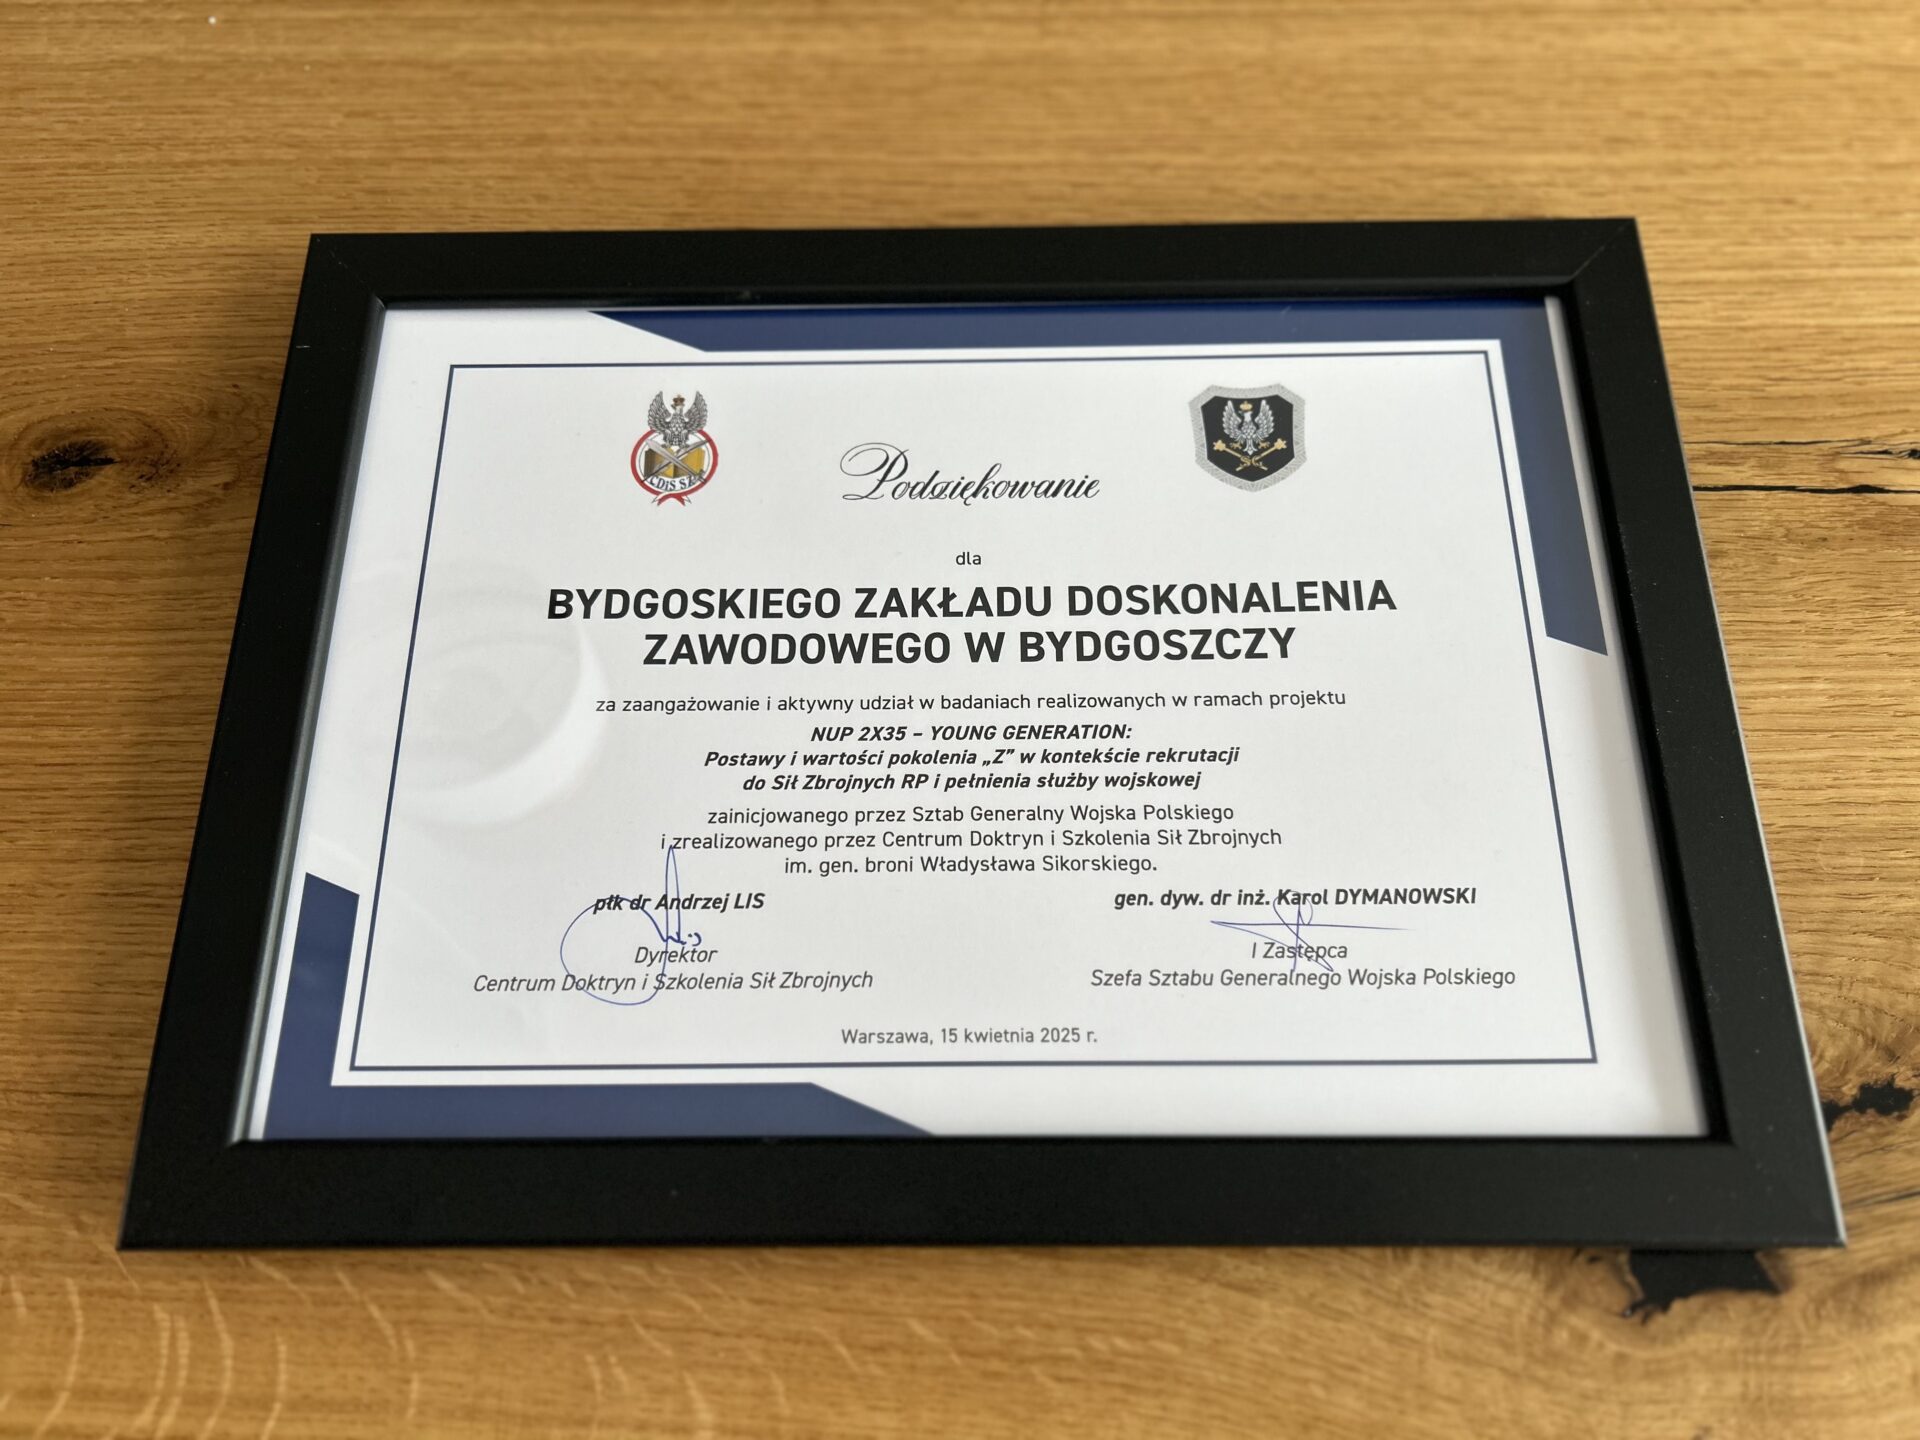 CDiS SZ
Podziękowanie
dla
BYDGOSKIEGO ZAKŁADU DOSKONALENIA
ZAWODOWEGO W BYDGOSZCZY
za zaangażowanie i aktywny udział w badaniach realizowanych w ramach projektu
NUP 2X35 – YOUNG GENERATION:
Postawy i wartości pokolenia „Z” w kontekście rekrutacji
do Sił Zbrojnych RP i pełnienia służby wojskowej
zainicjowanego przez Sztab Generalny Wojska Polskiego
i zrealizowanego przez Centrum Doktryn i Szkolenia Sił Zbrojnych
im. gen. broni Władysława Sikorskiego.
płk dr Andrzej LIS
Dyrektor
Centrum Doktryn i Szkolenia Sił Zbrojnych
gen. dyw. dr inż. Karol DYMANOWSKI
I Zastępca
Szefa Sztabu Generalnego Wojska Polskiego
Warszawa, 15 kwietnia 2025 r.